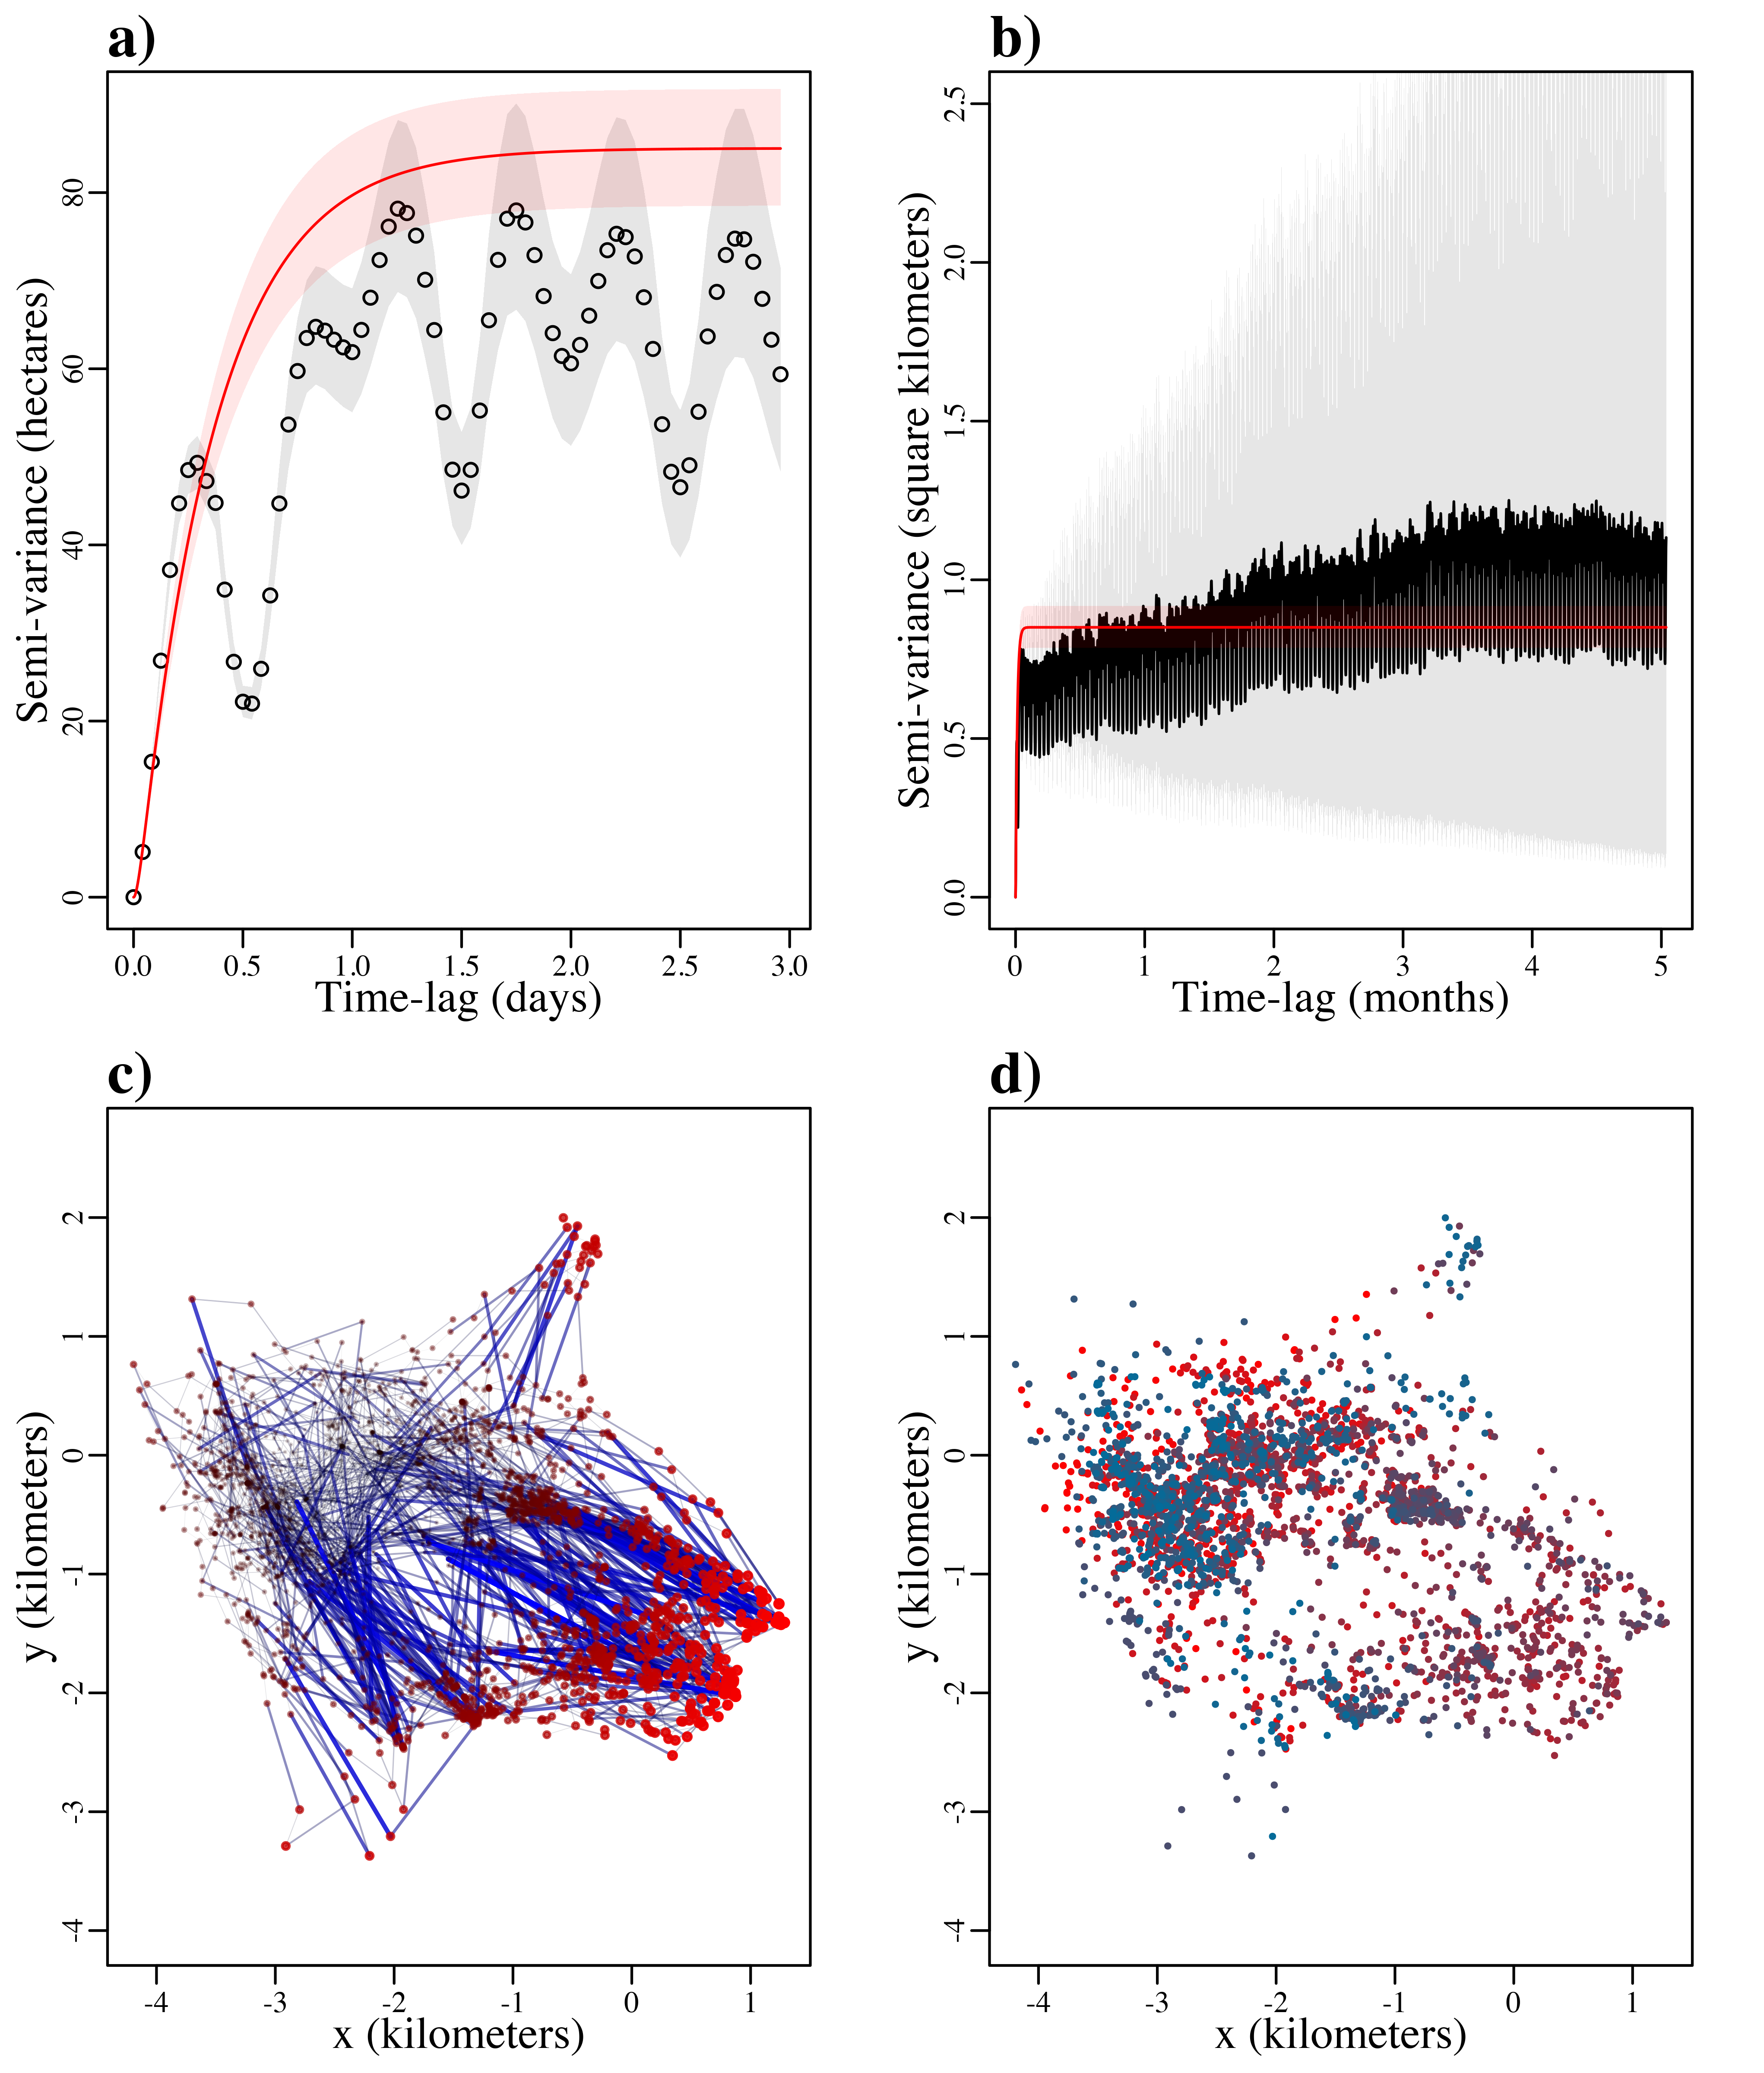 a)
Semi-variance (hectares)
0 20 40 60 80
0.0 0.5 1.0 1.5 2.0 2.5 3.0
Time-lag (days)
b)
Semi-variance (square kilometers)
0.0 0.5 1.0 1.5 2.0 2.5
0 1 2 3 4 5
Time-lag (months)
c)
y (kilometers)
-4 -3 -2 -1 0 1 2
-4 -3 -2 -1 0 1
x (kilometers)
d)
y (kilometers)
-4 -3 -2 -1 0 1 2
-4 -3 -2 -1 0 1
x (kilometers)